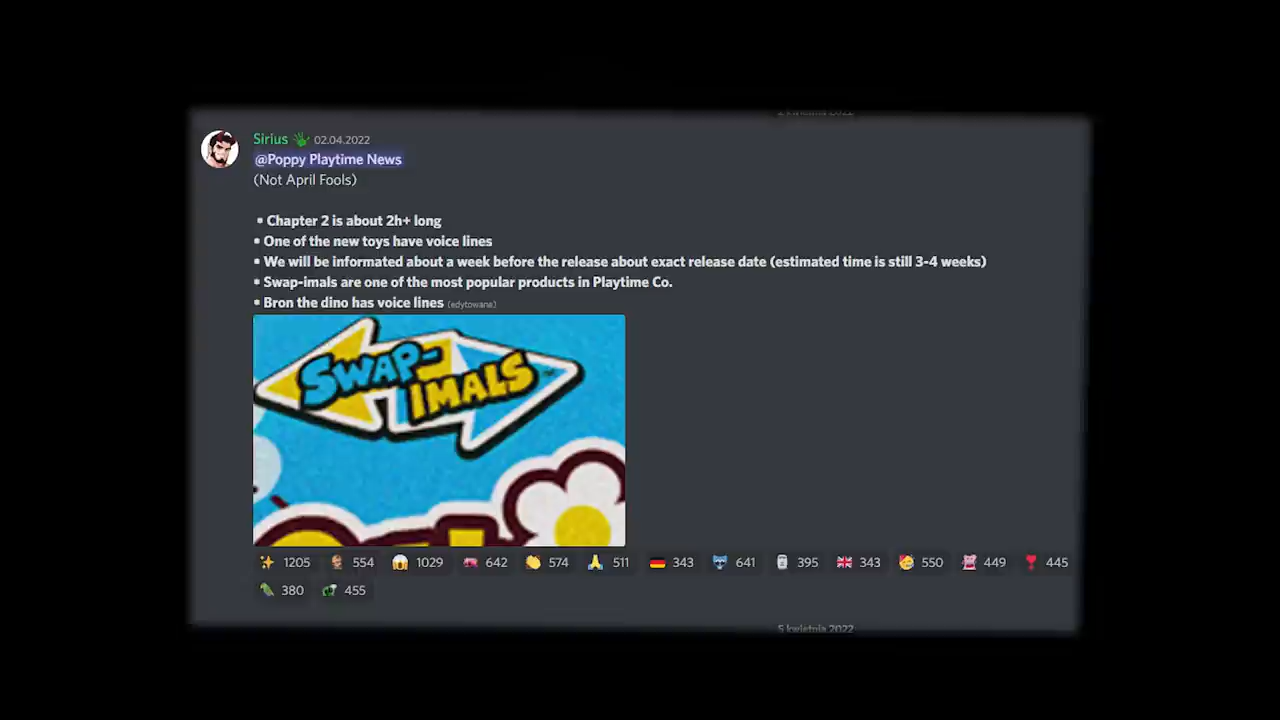 2 kwietnia 2022
Sirius 02.04.2022
@Poppy Playtime News
(Not April Fools)
▪ Chapter 2 is about 2h+ long
▪ One of the new toys have voice lines
▪ We will be informated about a week before the release about exact release date (estimated time is still 3-4 weeks)
▪ Swap-imals are one of the most popular products in Playtime Co.
▪ Bron the dino has voice lines (edytowane)
SWAP-
IMALS
1205 554 1029 642 574 511 343 641 395 343 550 449 445
380 455
5 kwietnia 2022